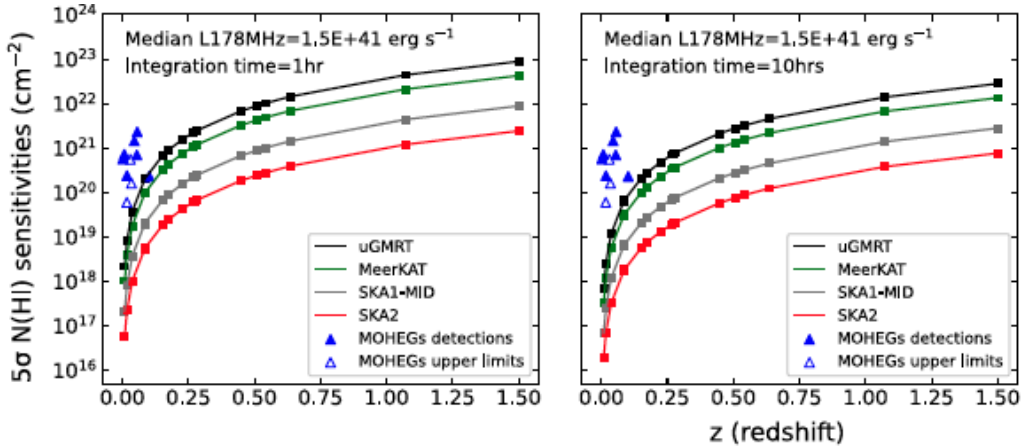 5σ N(HI) sensitivities (cm⁻²)
10²⁴
10²³
10²²
10²¹
10²⁰
10¹⁹
10¹⁸
10¹⁷
10¹⁶
Median L178MHz=1.5E+41 erg s⁻¹
Integration time=1hr
uGMRT
MeerKAT
SKA1-MID
SKA2
MOHEGs detections
MOHEGs upper limits
0.00 0.25 0.50 0.75 1.00 1.25 1.50
Median L178MHz=1.5E+41 erg s⁻¹
Integration time=10hrs
uGMRT
MeerKAT
SKA1-MID
SKA2
MOHEGs detections
MOHEGs upper limits
0.00 0.25 0.50 0.75 1.00 1.25 1.50
z (redshift)